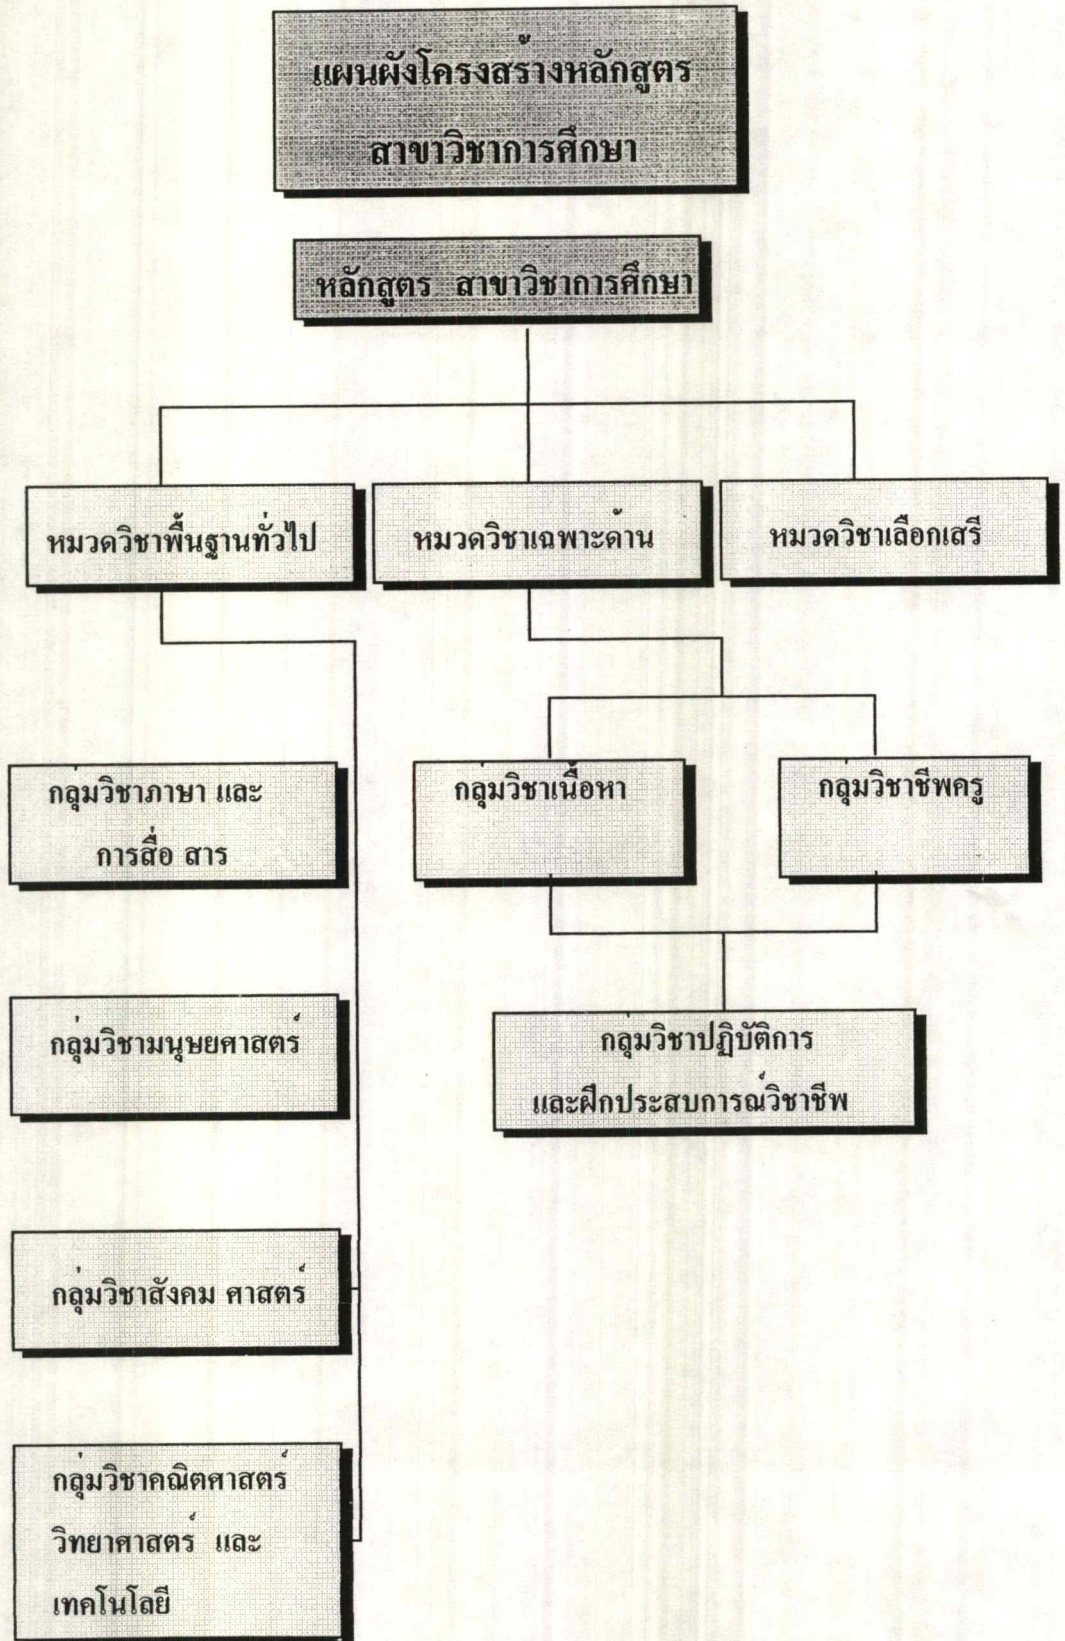 แผนผังโครงสร้างหลักสูตร
สาขาวิชาการศึกษา
หลักสูตร สาขาวิชาการศึกษา
หมวดวิชาพื้นฐานทั่วไป
หมวดวิชาเฉพาะด้าน
หมวดวิชาเลือกเสรี
กลุ่มวิชาภาษา และ
การสื่อ สาร
กลุ่มวิชาเนื้อหา
กลุ่มวิชาชีพครู
กลุ่มวิชามนุษยศาสตร์
กลุ่มวิชาปฏิบัติการ
และฝึกประสบการณ์วิชาชีพ
กลุ่มวิชาสังคม ศาสตร์
กลุ่มวิชาคณิตศาสตร์
วิทยาศาสตร์ และ
เทคโนโลยี